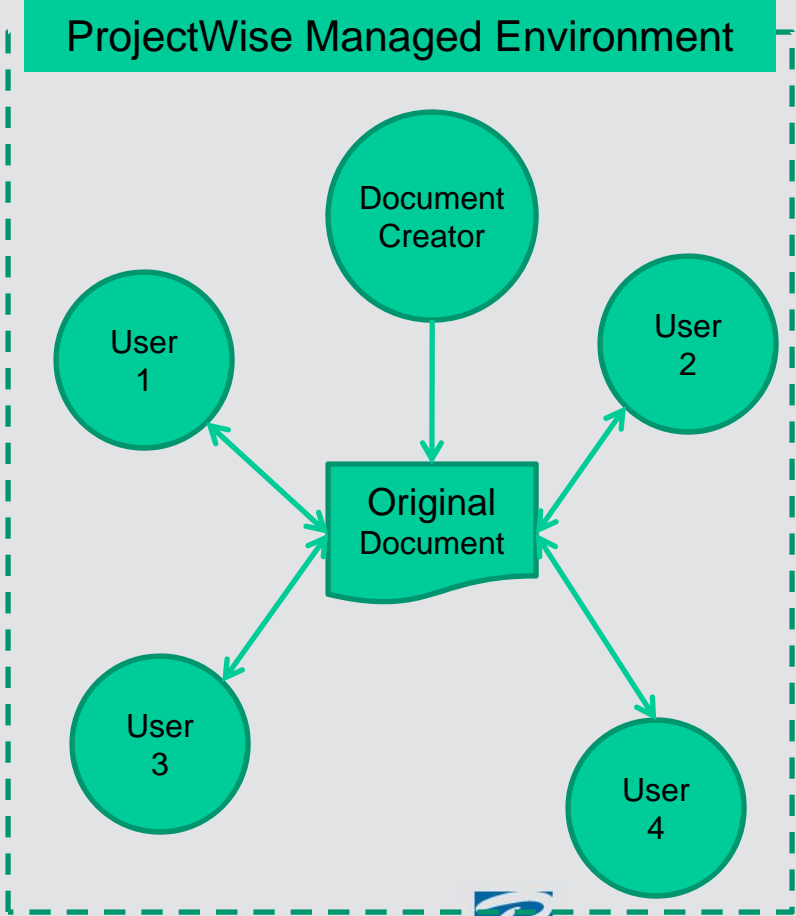 ProjectWise Managed Environment
Document
Creator
User
1
User
2
Original
Document
User
3
User
4